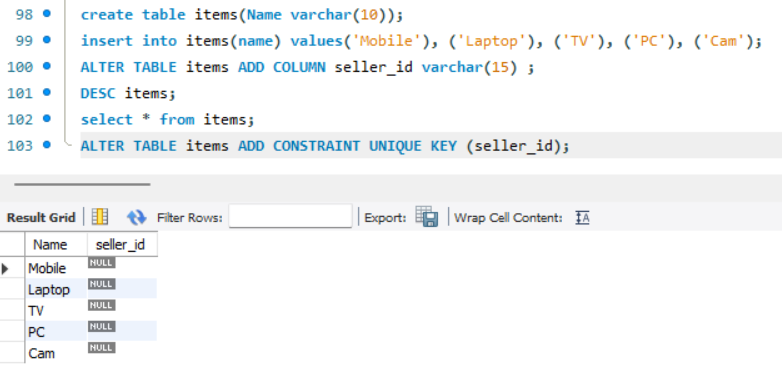 98 create table items(Name varchar(10));
99 insert into items(name) values('Mobile'), ('Laptop'), ('TV'), ('PC'), ('Cam');
100 ALTER TABLE items ADD COLUMN seller_id varchar(15) ;
101 DESC items;
102 select * from items;
103 ALTER TABLE items ADD CONSTRAINT UNIQUE KEY (seller_id);
Result Grid Filter Rows: Export: Wrap Cell Content: IA
Name seller_id
Mobile NULL
Laptop NULL
TV NULL
PC NULL
Cam NULL